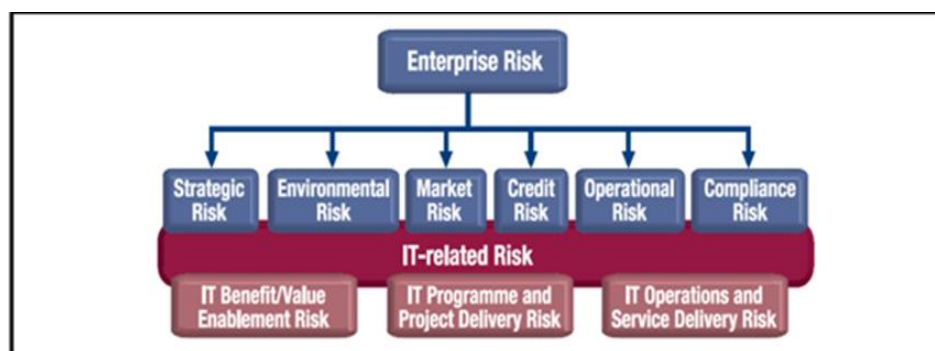 Enterprise Risk
Strategic
Risk
Environmental
Risk
Market
Risk
Credit
Risk
Operational
Risk
Compliance
Risk
IT-related Risk
IT Benefit/Value
Enablement Risk
IT Programme and
Project Delivery Risk
IT Operations and
Service Delivery Risk